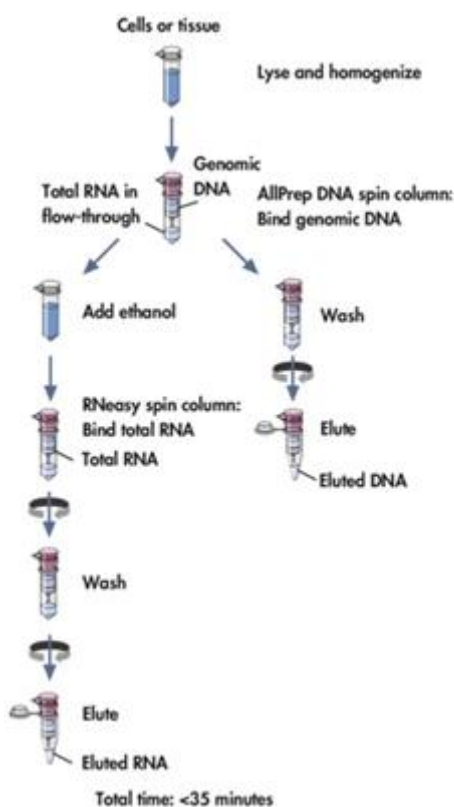 Cells or tissue
Lyse and homogenize
Genomic
DNA
Total RNA in
flow-through
AllPrep DNA spin column:
Bind genomic DNA
Add ethanol
Wash
RNeasy spin column:
Bind total RNA
Total RNA
Elute
Eluted DNA
Wash
Elute
Eluted RNA
Total time: <35 minutes